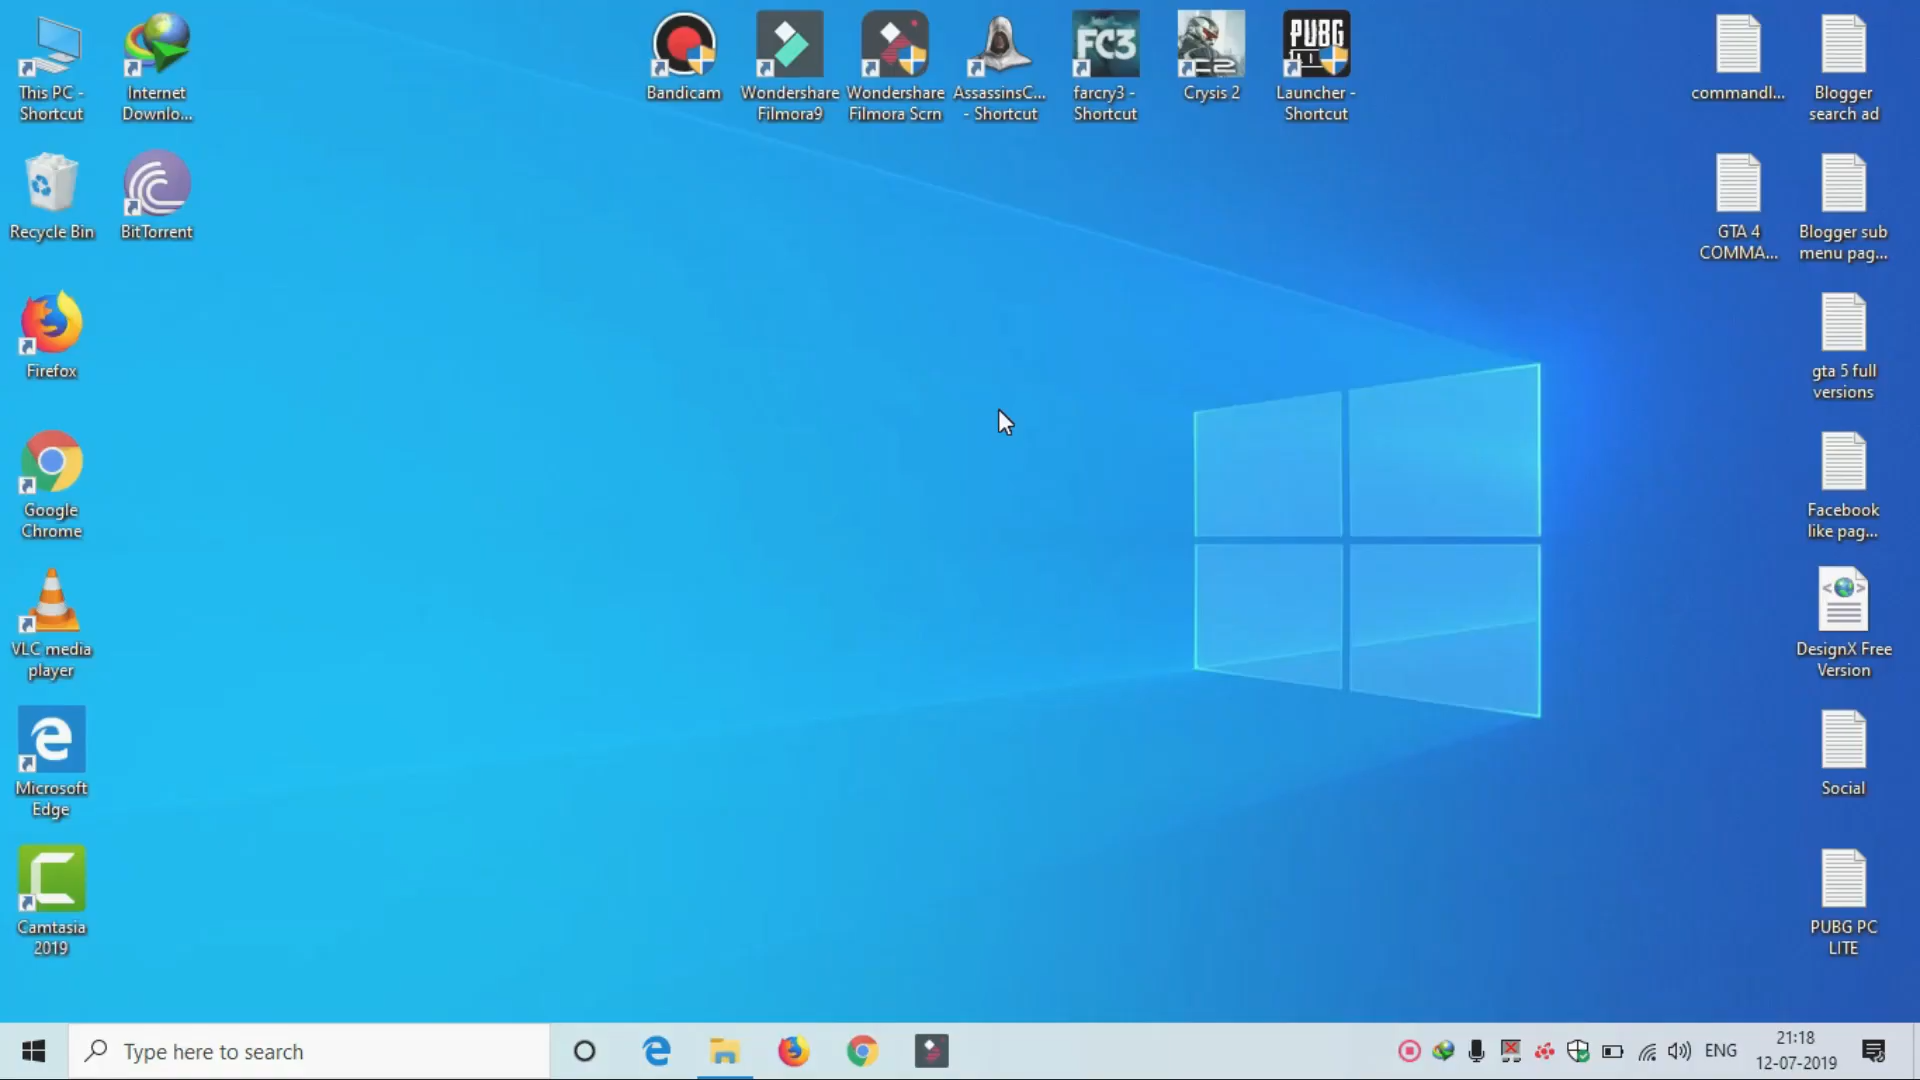 This PC -
Shortcut
Internet
Downlo...
Bandicam
Wondershare
Filmora9
Wondershare
Filmora Scrn
AssassinsC...
- Shortcut
FC3
farcry3 -
Shortcut
Crysis 2
PUBG
Launcher -
Shortcut
commandl...
Blogger
search ad
Recycle Bin
BitTorrent
GTA 4
COMMA...
Blogger sub
menu pag...
Firefox
gta 5 full
versions
Google
Chrome
Facebook
like pag...
VLC media
player
DesignX Free
Version
Microsoft
Edge
Social
Camtasia
2019
PUBG PC
LITE
Type here to search
ENG
21:18
12-07-2019